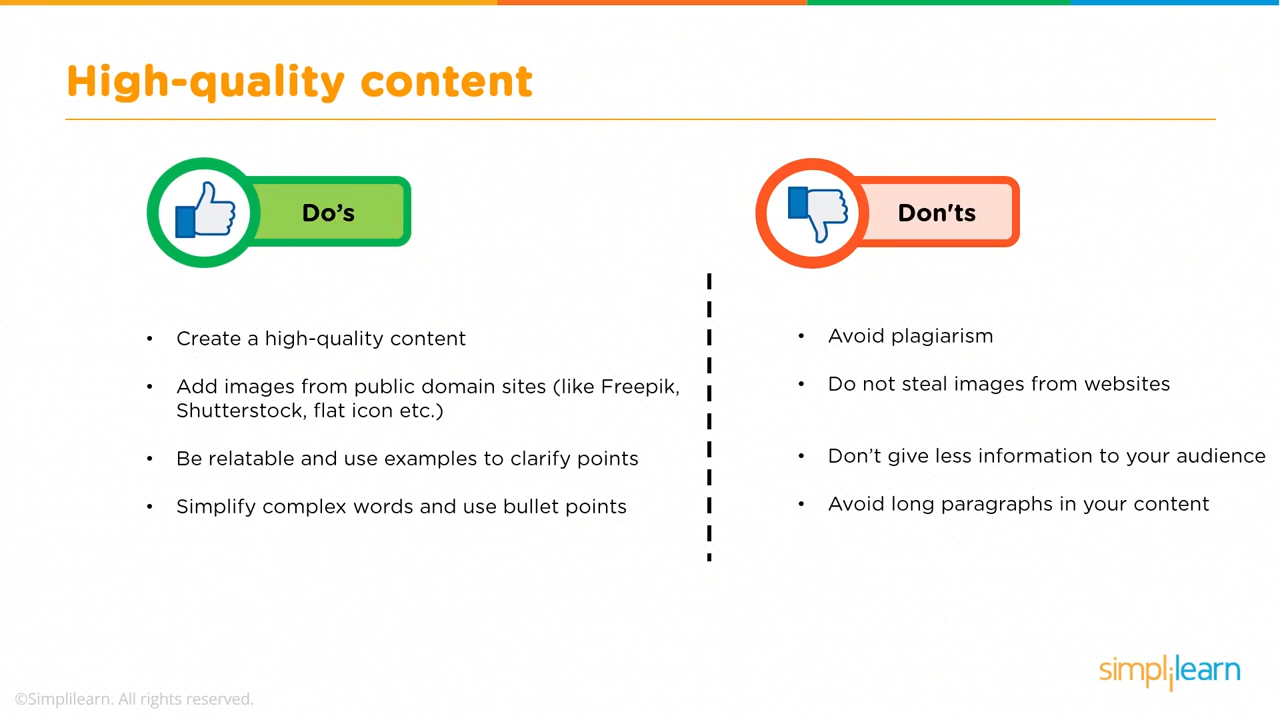 High-quality content
Do’s
• Create a high-quality content
• Add images from public domain sites (like Freepik,
Shutterstock, flat icon etc.)
• Be relatable and use examples to clarify points
• Simplify complex words and use bullet points
Don'ts
• Avoid plagiarism
• Do not steal images from websites
• Don’t give less information to your audience
• Avoid long paragraphs in your content
simplilearn
©Simplilearn. All rights reserved.